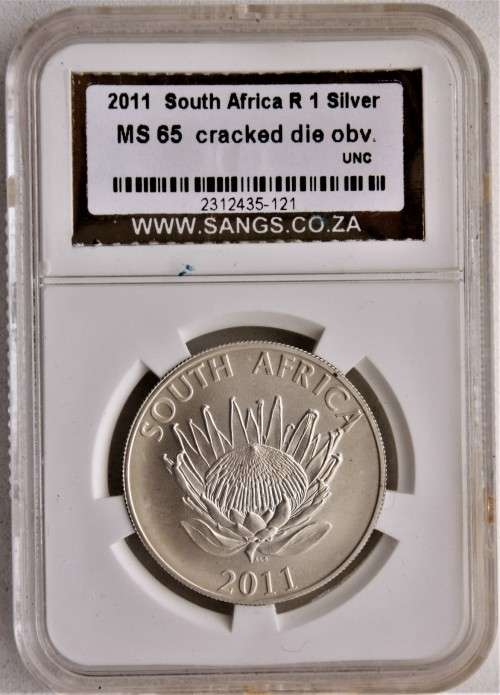 2011 South Africa R 1 Silver
MS 65 cracked die obv.
UNC
2312435-121
WWW.SANGS.CO.ZA
SOUTH AFRICA
2011